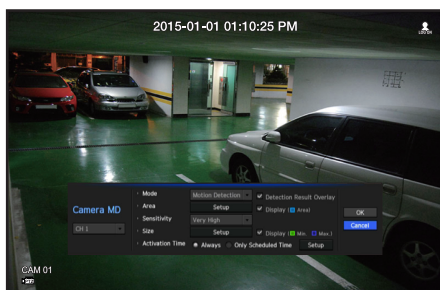 2015-01-01 01:10:25 PM
LOG ON
Camera MD
CH 1
Mode Motion Detection Detection Result Overlay
Area Setup Display ( Area)
Sensitivity Very High
Size Setup Display ( Min. Max.)
Activation Time Always Only Scheduled Time Setup
OK
Cancel
CAM 01